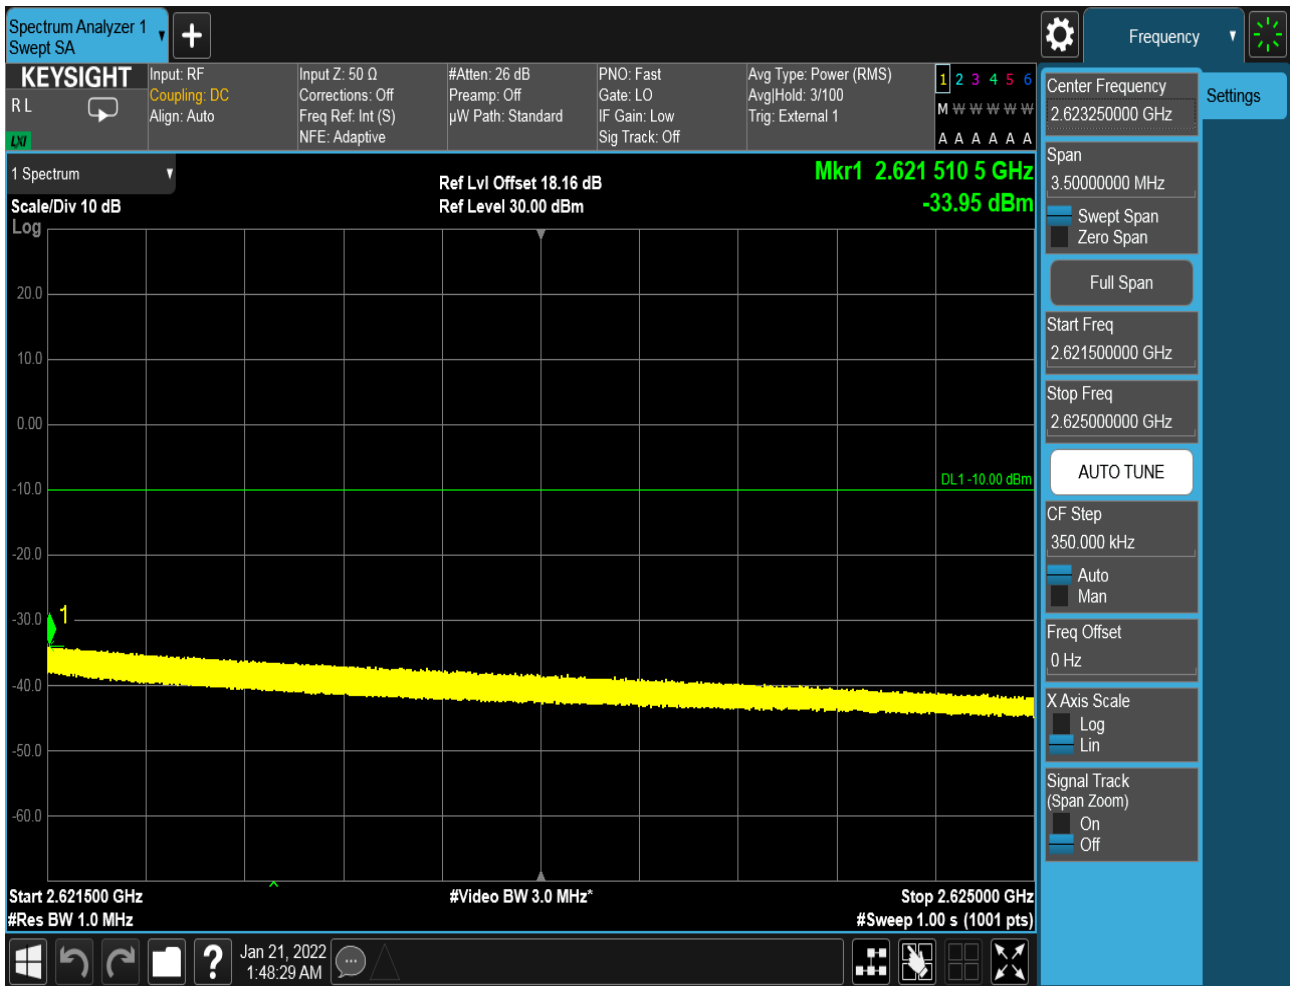 Spectrum Analyzer 1
Swept SA
Frequency
KEYSIGHT
R L
LXI
Input: RF
Coupling: DC
Align: Auto
Input Z: 50 Ω
Corrections: Off
Freq Ref: Int (S)
NFE: Adaptive
#Atten: 26 dB
Preamp: Off
µW Path: Standard
PNO: Fast
Gate: LO
IF Gain: Low
Sig Track: Off
Avg Type: Power (RMS)
Avg|Hold: 3/100
Trig: External 1
1 2 3 4 5 6
M W W W W W
A A A A A A
1 Spectrum
Scale/Div 10 dB
Log
Ref Lvl Offset 18.16 dB
Ref Level 30.00 dBm
Mkr1 2.621 510 5 GHz
-33.95 dBm
20.0
10.0
0.00
-10.0
DL1 -10.00 dBm
-20.0
-30.0
1
-40.0
-50.0
-60.0
Start 2.621500 GHz
#Res BW 1.0 MHz
#Video BW 3.0 MHz*
Stop 2.625000 GHz
#Sweep 1.00 s (1001 pts)
Jan 21, 2022
1:48:29 AM
Center Frequency
2.623250000 GHz
Settings
Span
3.50000000 MHz
Swept Span
Zero Span
Full Span
Start Freq
2.621500000 GHz
Stop Freq
2.625000000 GHz
AUTO TUNE
CF Step
350.000 kHz
Auto
Man
Freq Offset
0 Hz
X Axis Scale
Log
Lin
Signal Track
(Span Zoom)
On
Off